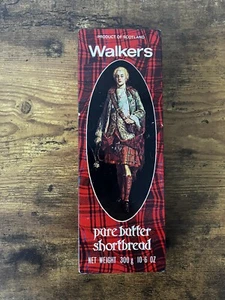 PRODUCT OF SCOTLAND
Walkers
pure butter
shortbread
NET WEIGHT 300g 10·6 OZ